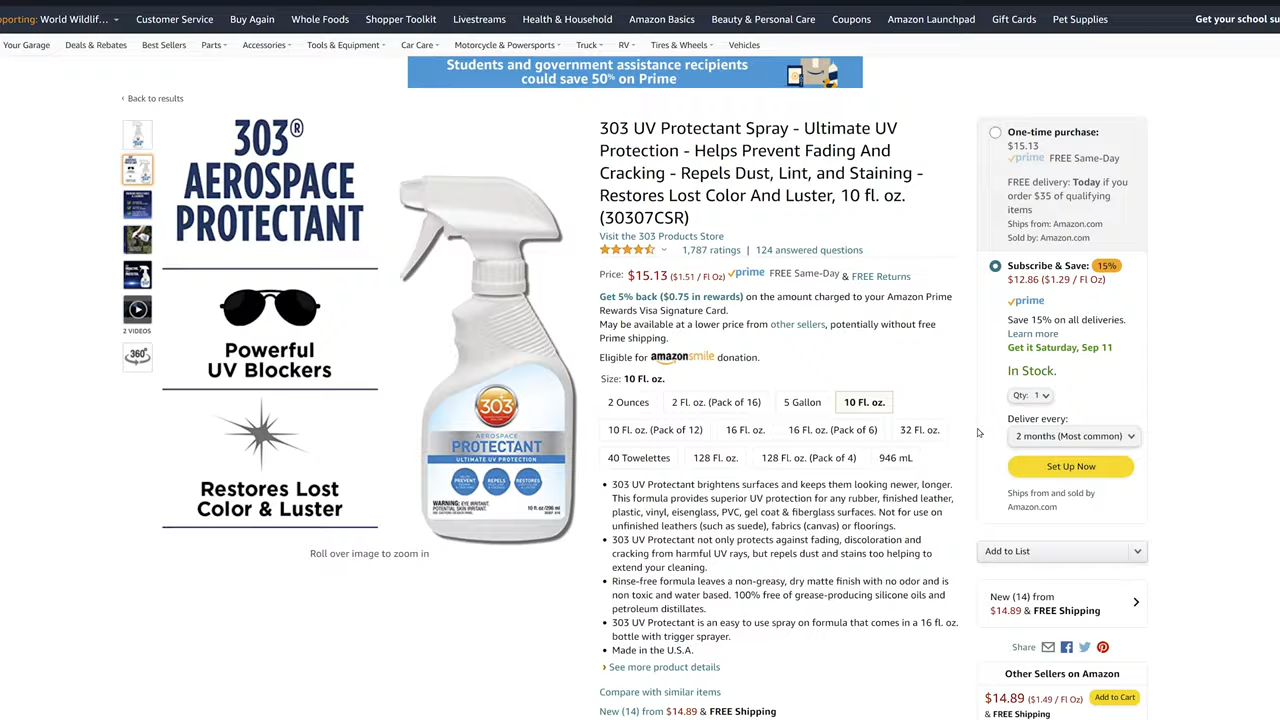 pporting: World Wildlif...
Customer Service
Buy Again
Whole Foods
Shopper Toolkit
Livestreams
Health & Household
Amazon Basics
Beauty & Personal Care
Coupons
Amazon Launchpad
Gift Cards
Pet Supplies
Get your school su
Your Garage
Deals & Rebates
Best Sellers
Parts
Accessories
Tools & Equipment
Car Care
Motorcycle & Powersports
Truck
RV
Tires & Wheels
Vehicles
Students and government assistance recipients
could save 50% on Prime
‹ Back to results
2 VIDEOS
360°
303®
AEROSPACE
PROTECTANT
Powerful
UV Blockers
Restores Lost
Color & Luster
303
AEROSPACE
PROTECTANT
ULTIMATE UV PROTECTION
HELPS PREVENT
REPELS
RESTORES
WARNING: EYE IRRITANT.
POTENTIAL SKIN IRRITANT.
10 fl oz/296 ml
Roll over image to zoom in
303 UV Protectant Spray - Ultimate UV
Protection - Helps Prevent Fading And
Cracking - Repels Dust, Lint, and Staining -
Restores Lost Color And Luster, 10 fl. oz.
(30307CSR)
Visit the 303 Products Store
1,787 ratings | 124 answered questions
Price: $15.13 ($1.51 / Fl Oz) prime FREE Same-Day & FREE Returns
Get 5% back ($0.75 in rewards) on the amount charged to your Amazon Prime
Rewards Visa Signature Card.
May be available at a lower price from other sellers, potentially without free
Prime shipping.
Eligible for amazonsmile donation.
Size: 10 Fl. oz.
2 Ounces
2 Fl. oz. (Pack of 16)
5 Gallon
10 Fl. oz.
10 Fl. oz. (Pack of 12)
16 Fl. oz.
16 Fl. oz. (Pack of 6)
32 Fl. oz.
40 Towelettes
128 Fl. oz.
128 Fl. oz. (Pack of 4)
946 mL
• 303 UV Protectant brightens surfaces and keeps them looking newer, longer.
This formula provides superior UV protection for any rubber, finished leather,
plastic, vinyl, eisenglass, PVC, gel coat & fiberglass surfaces. Not for use on
unfinished leathers (such as suede), fabrics (canvas) or floorings.
• 303 UV Protectant not only protects against fading, discoloration and
cracking from harmful UV rays, but repels dust and stains too helping to
extend your cleaning.
• Rinse-free formula leaves a non-greasy, dry matte finish with no odor and is
non toxic and water based. 100% free of grease-producing silicone oils and
petroleum distillates.
• 303 UV Protectant is an easy to use spray on formula that comes in a 16 fl. oz.
bottle with trigger sprayer.
• Made in the U.S.A.
› See more product details
Compare with similar items
New (14) from $14.89 & FREE Shipping
One-time purchase:
$15.13
prime FREE Same-Day
FREE delivery: Today if you
order $35 of qualifying
items
Ships from: Amazon.com
Sold by: Amazon.com
Subscribe & Save: 15%
$12.86 ($1.29 / Fl Oz)
prime
Save 15% on all deliveries.
Learn more
Get it Saturday, Sep 11
In Stock.
Qty: 1
Deliver every:
2 months (Most common)
Set Up Now
Ships from and sold by
Amazon.com
Add to List
New (14) from
$14.89 & FREE Shipping
Share
Other Sellers on Amazon
$14.89 ($1.49 / Fl Oz)
Add to Cart
& FREE Shipping